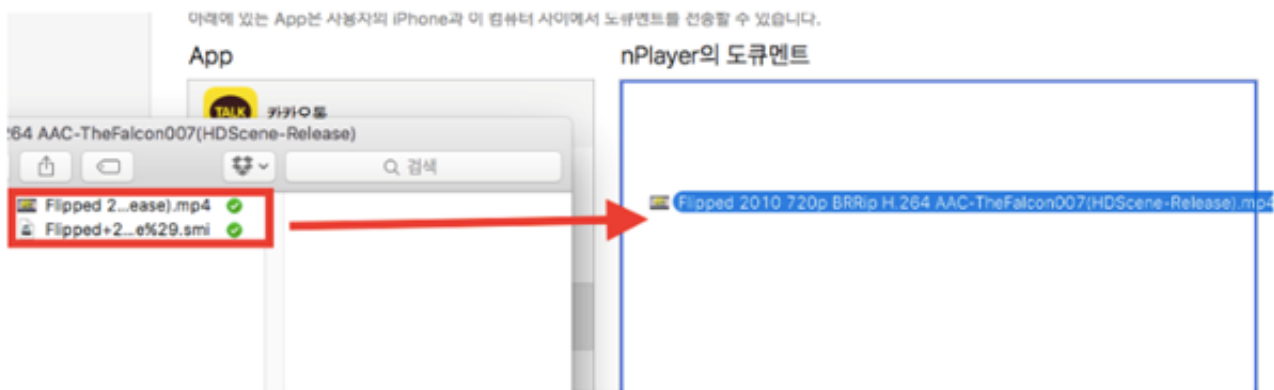 아래에 있는 App은 사용자의 iPhone과 이 컴퓨터 사이에서 도큐멘트를 전송할 수 있습니다.
App
nPlayer의 도큐멘트
TALK
카카오톡
64 AAC-TheFalcon007(HDScene-Release)
검색
Flipped 2...ease).mp4
Flipped+2...e%29.smi
Flipped 2010 720p BRRip H.264 AAC-TheFalcon007(HDScene-Release).mp4